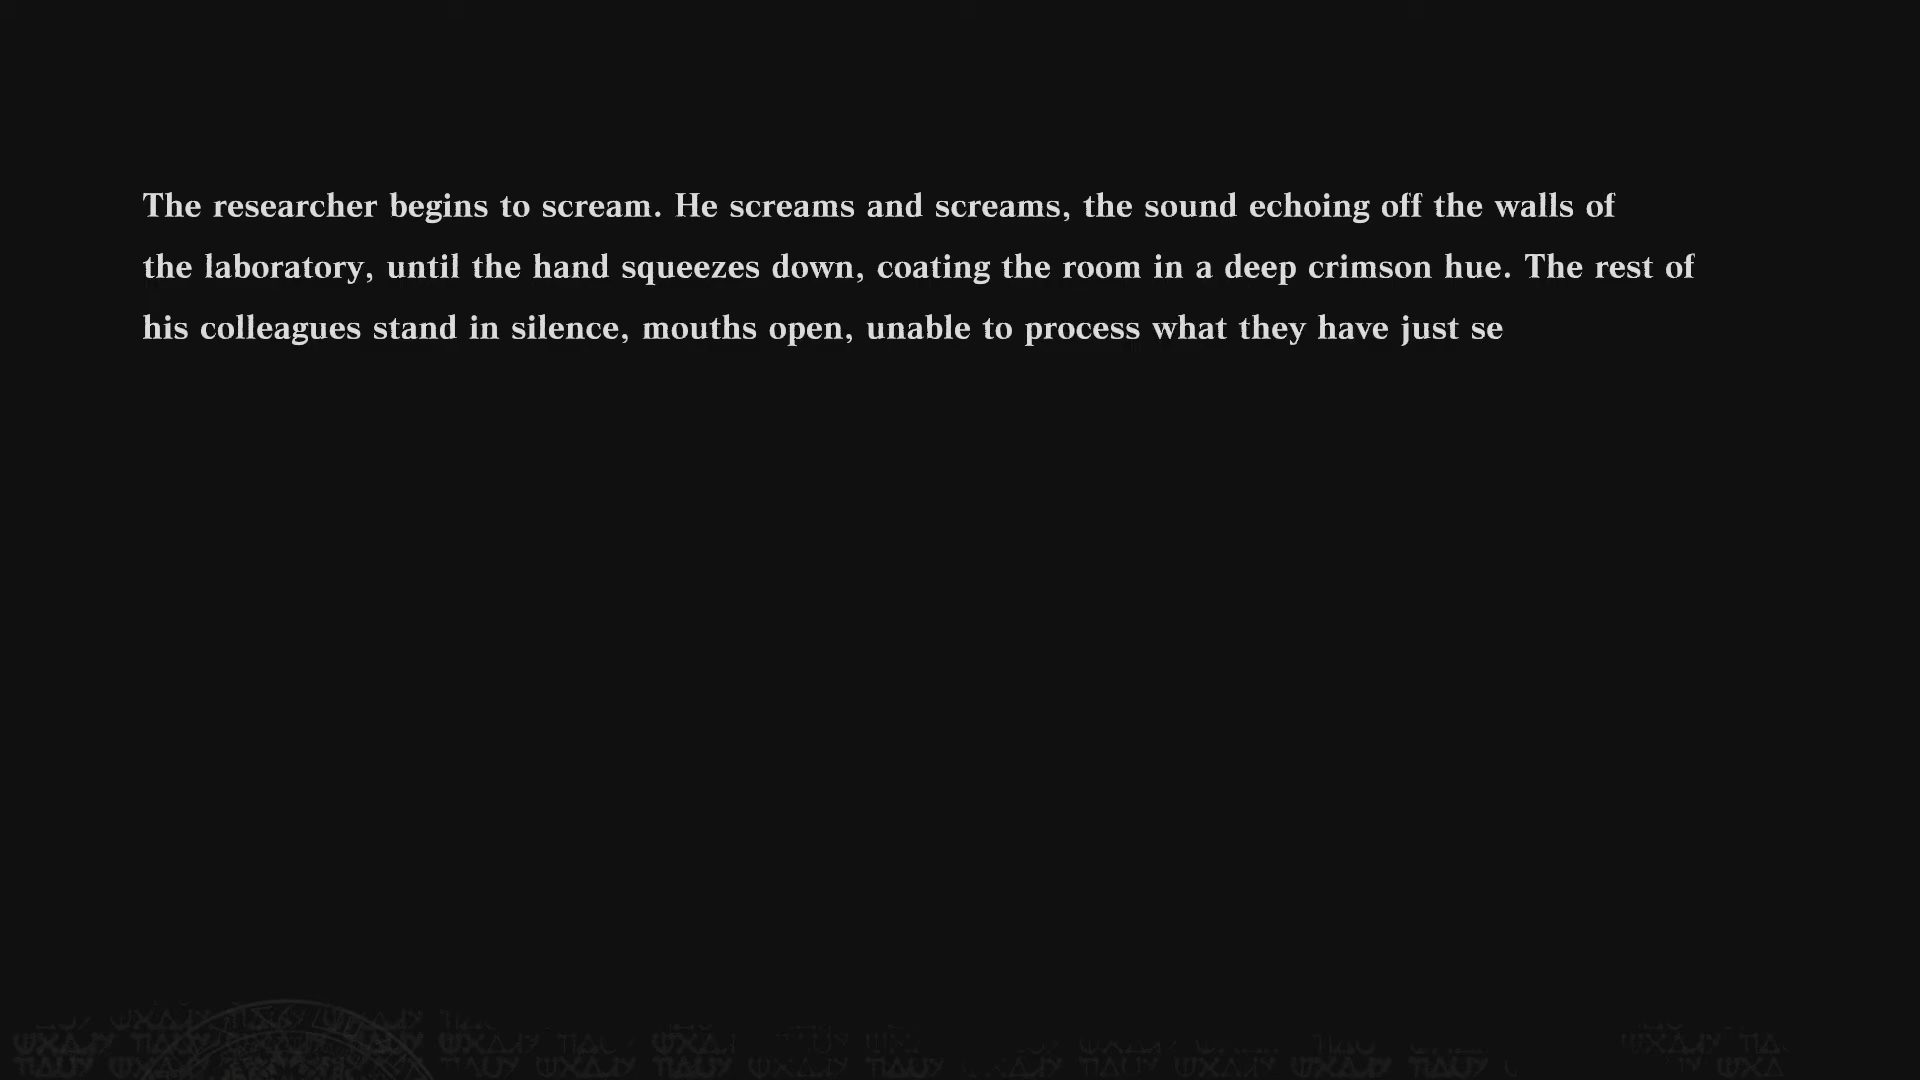 The researcher begins to scream. He screams and screams, the sound echoing off the walls of
the laboratory, until the hand squeezes down, coating the room in a deep crimson hue. The rest of
his colleagues stand in silence, mouths open, unable to process what they have just se